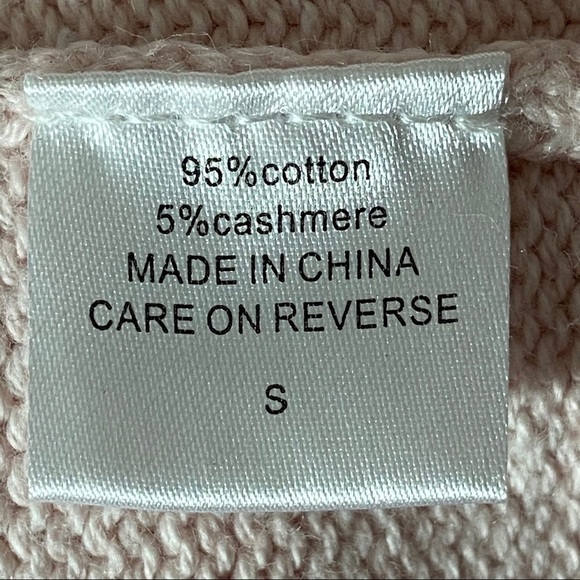 95%cotton
5%cashmere
MADE IN CHINA
CARE ON REVERSE
S